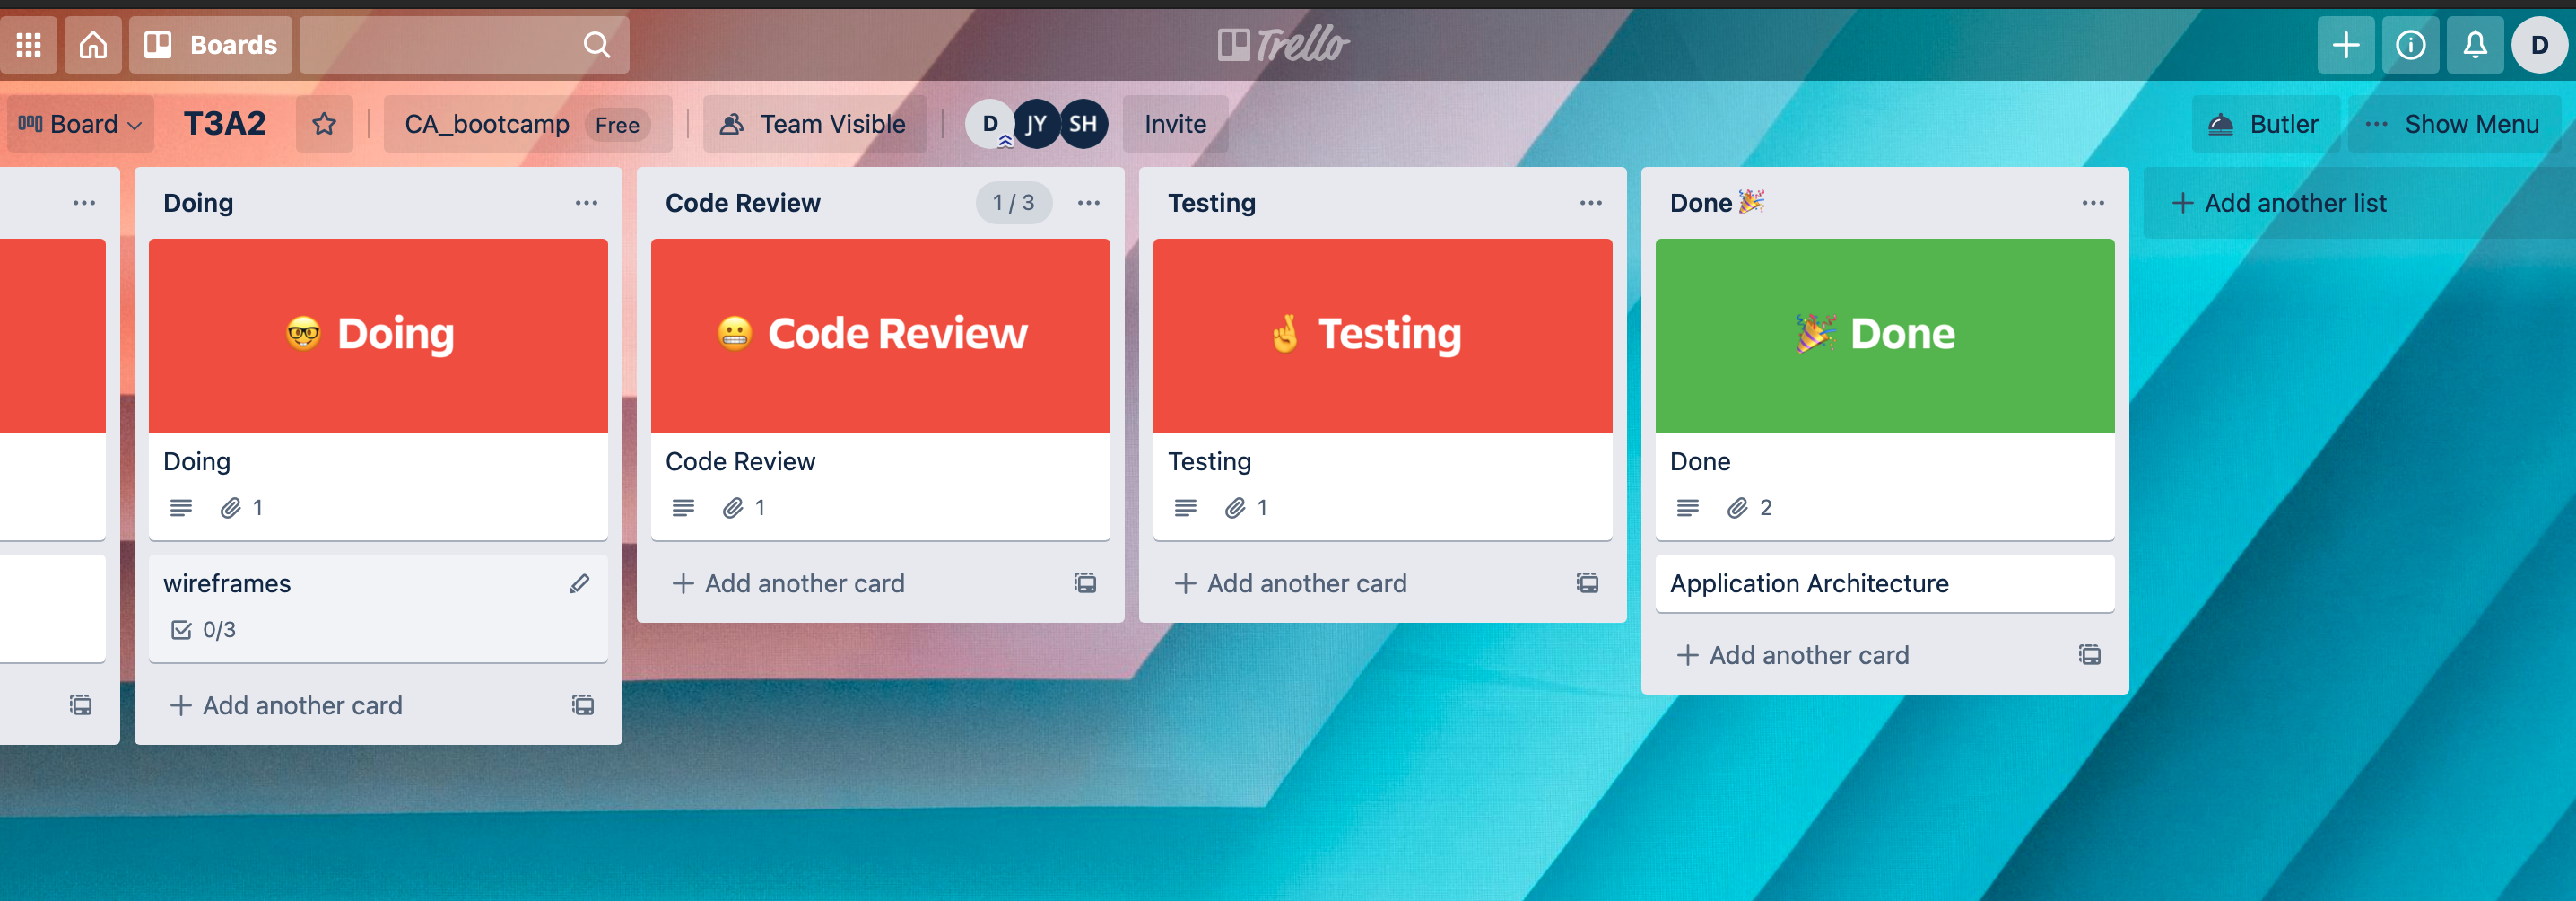 Boards
Trello
D
Board
T3A2
CA_bootcamp Free
Team Visible
D JY SH
Invite
Butler
Show Menu
Doing
🤓 Doing
Doing
1
wireframes
0/3
+ Add another card
Code Review 1 / 3
😬 Code Review
Code Review
1
+ Add another card
Testing
🤞 Testing
Testing
1
+ Add another card
Done 🎉
🎉 Done
Done
2
Application Architecture
+ Add another card
+ Add another list